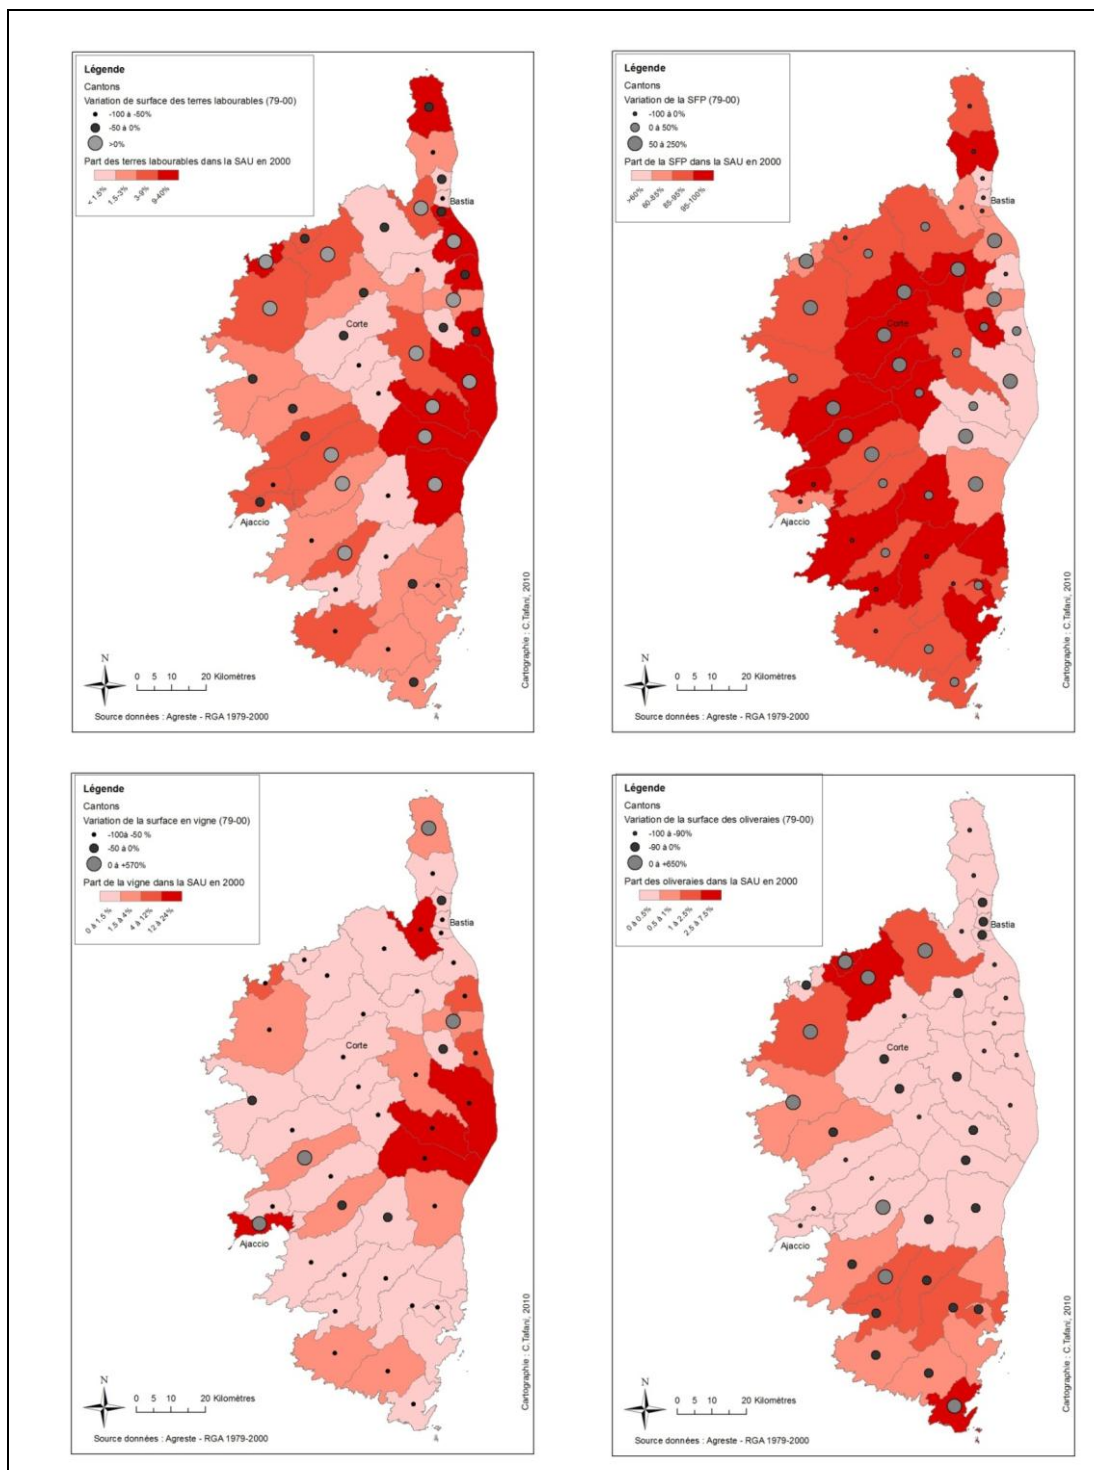 Légende
Cantons
Variation de surface des terres labourables (79-00)
-100 à -50%
-50 à 0%
>0%
Part des terres labourables dans la SAU en 2000
< 1.5%
1.5-3%
3-9%
9-40%
Bastia
Corte
Ajaccio
N
0 5 10 20 Kilomètres
Source données : Agreste - RGA 1979-2000
Cartographie : C.Tafani, 2010
Légende
Cantons
Variation de la SFP (79-00)
-100 à 0%
0 à 50%
50 à 250%
Part de la SFP dans la SAU en 2000
>60%
60-85%
85-95%
95-100%
Bastia
Corte
Ajaccio
N
0 5 10 20 Kilomètres
Source données : Agreste - RGA 1979-2000
Cartographie : C.Tafani, 2010
Légende
Cantons
Variation de la surface en vigne (79-00)
-100à -50 %
-50 à 0%
0 à +570%
Part de la vigne dans la SAU en 2000
0 à 1.5 %
1.5 à 4%
4 à 12%
12 à 24%
Bastia
Corte
Ajaccio
N
0 5 10 20 Kilomètres
Source données : Agreste - RGA 1979-2000
Cartographie : C.Tafani, 2010
Légende
Cantons
Variation de la surface des oliveraies (79-00)
-100 à -90%
-90 à 0%
0 à +650%
Part des oliveraies dans la SAU en 2000
0 à 0.5%
0.5 à 1%
1 à 2.5%
2.5 à 7.5%
Bastia
Corte
Ajaccio
N
0 5 10 20 Kilomètres
Source données : Agreste - RGA 1979-2000
Cartographie : C.Tafani, 2010